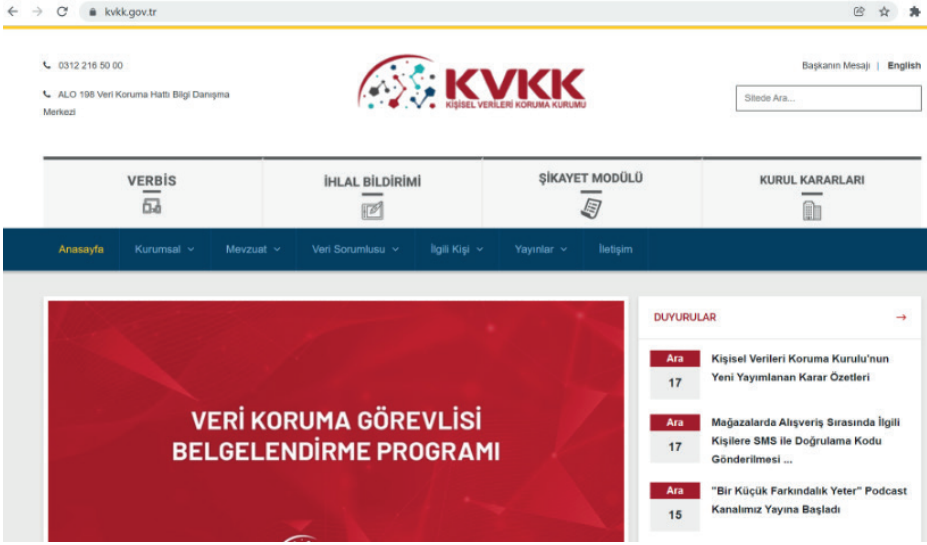 kvkk.gov.tr
0312 216 50 00
ALO 198 Veri Koruma Hattı Bilgi Danışma
Merkezi
KVKK
KİŞİSEL VERİLERİ KORUMA KURUMU
Başkanın Mesajı | English
Sitede Ara...
VERBİS
İHLAL BİLDİRİMİ
ŞİKAYET MODÜLÜ
KURUL KARARLARI
Anasayfa Kurumsal Mevzuat Veri Sorumlusu İlgili Kişi Yayınlar İletişim
VERİ KORUMA GÖREVLİSİ
BELGELENDİRME PROGRAMI
DUYURULAR
Ara
17
Kişisel Verileri Koruma Kurulu'nun
Yeni Yayımlanan Karar Özetleri
Ara
17
Mağazalarda Alışveriş Sırasında İlgili
Kişilere SMS ile Doğrulama Kodu
Gönderilmesi ...
Ara
15
"Bir Küçük Farkındalık Yeter" Podcast
Kanalımız Yayına Başladı